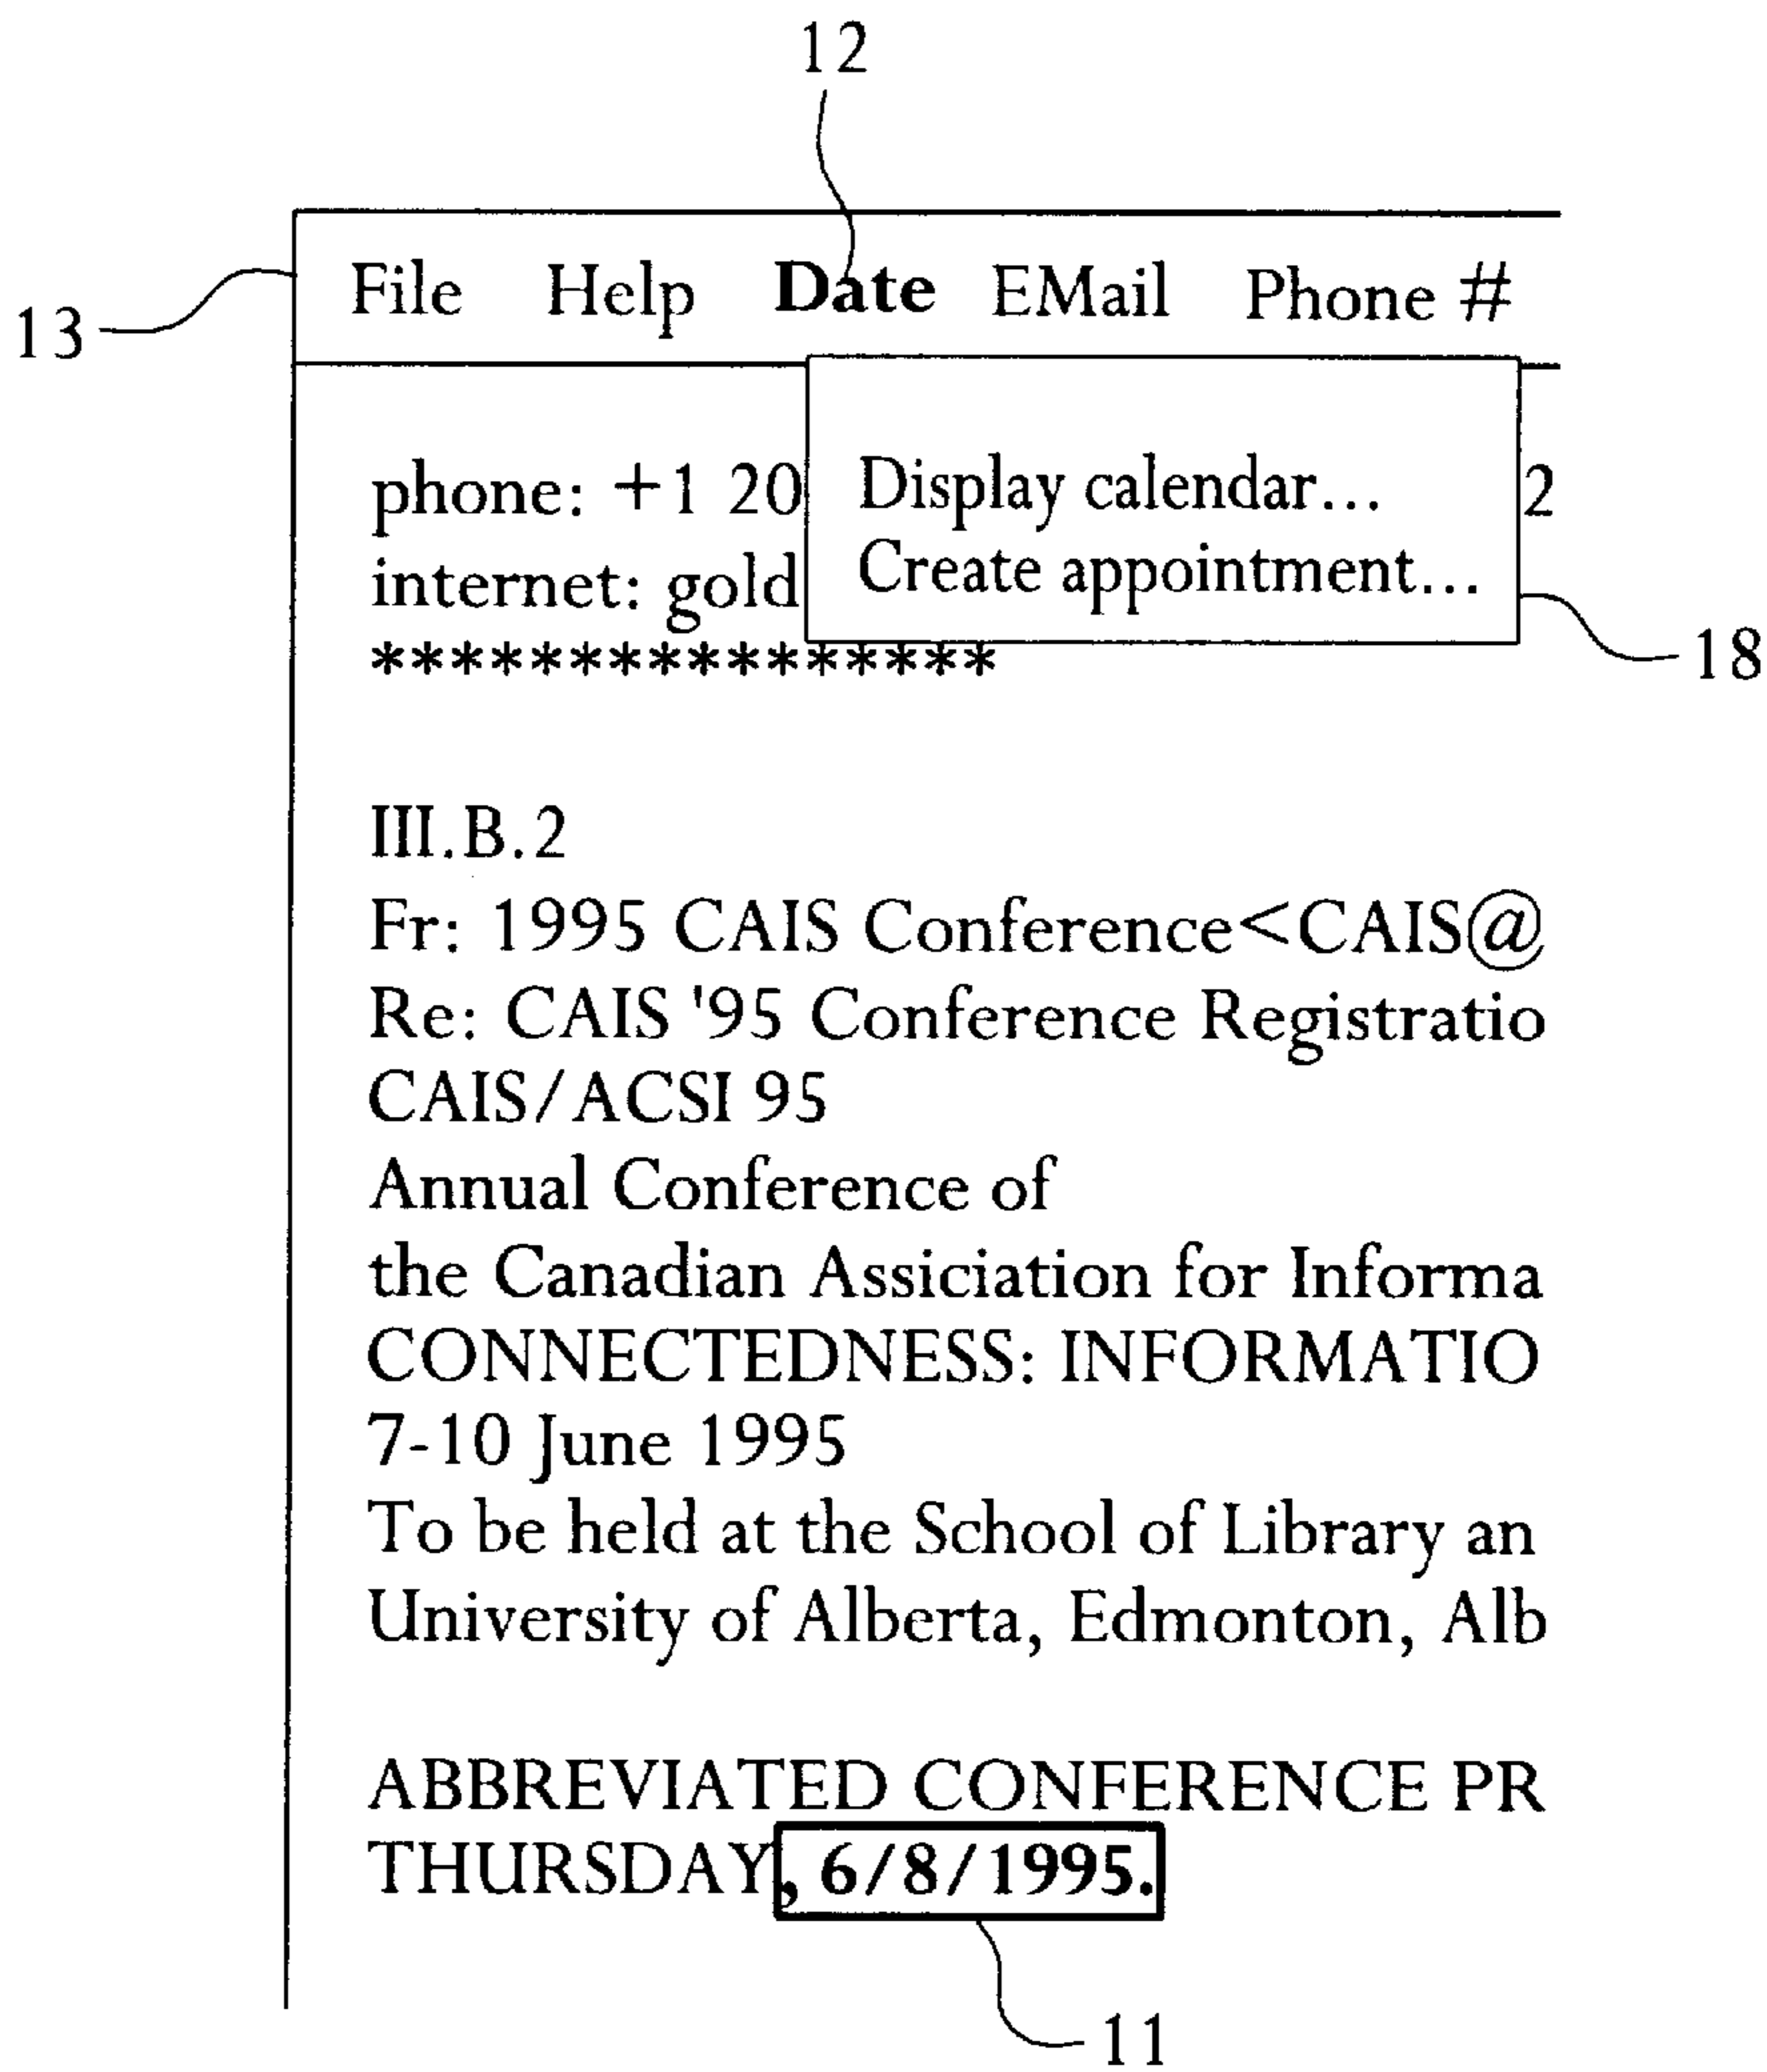 12
13
File Help Date EMail Phone #
Display calendar...
Create appointment...
18
phone: +1 20 2
internet: gold
****************
III.B.2
Fr: 1995 CAIS Conference<CAIS@
Re: CAIS '95 Conference Registratio
CAIS/ACSI 95
Annual Conference of
the Canadian Assiciation for Informa
CONNECTEDNESS: INFORMATIO
7-10 June 1995
To be held at the School of Library an
University of Alberta, Edmonton, Alb
ABBREVIATED CONFERENCE PR
THURSDAY, 6/8/1995.
11